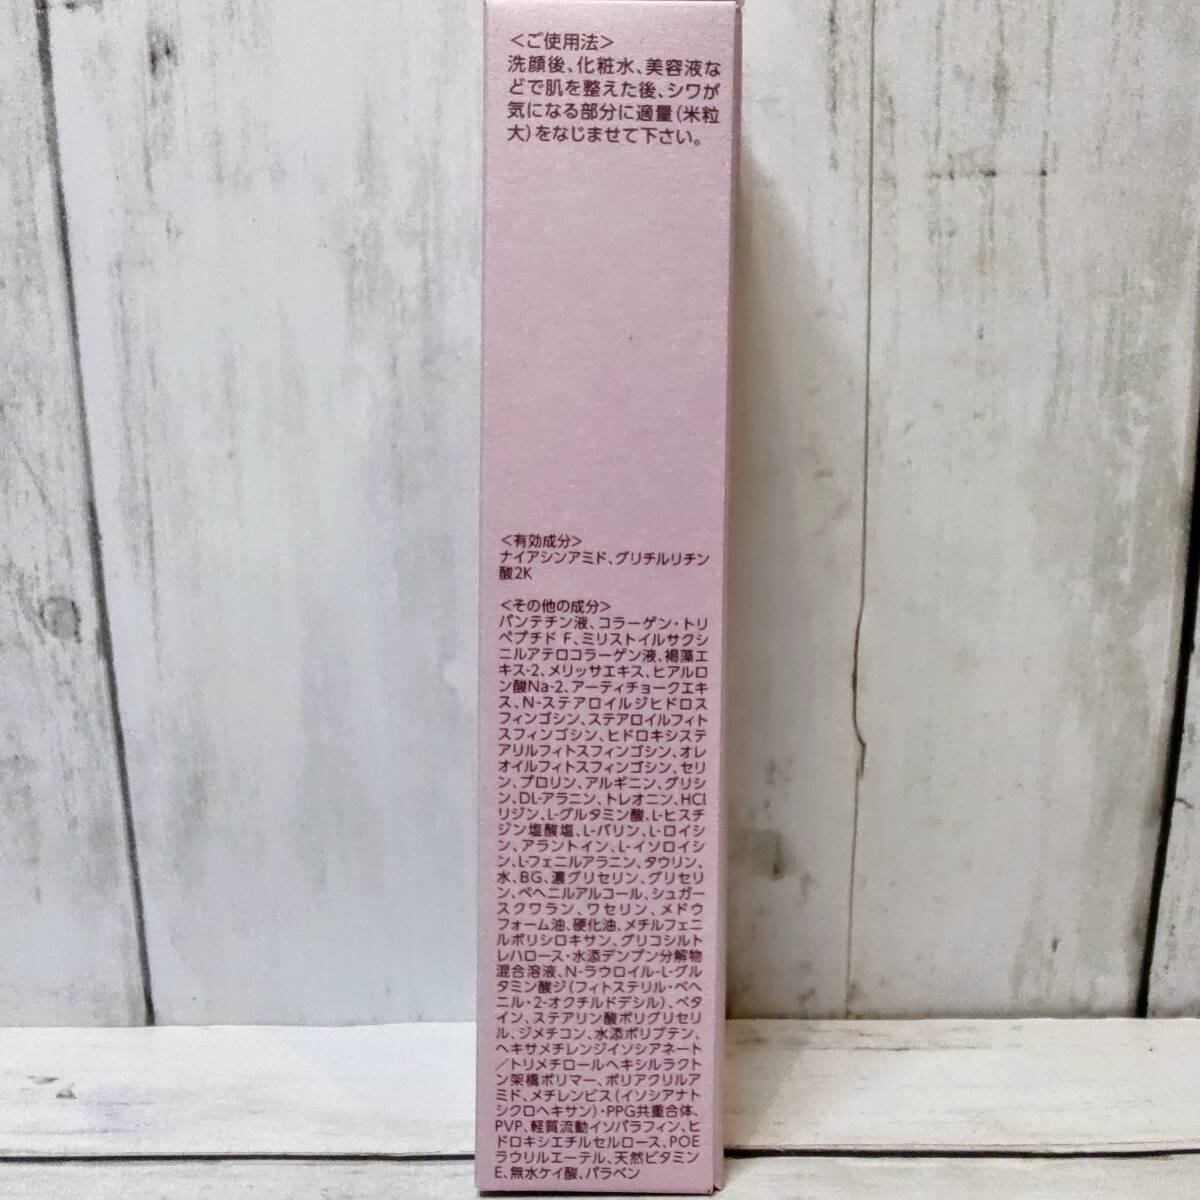 ＜ご使用法＞
洗顔後、化粧水、美容液な
どで肌を整えた後、シワが
気になる部分に適量（米粒
大）をなじませて下さい。
＜有効成分＞
ナイアシンアミド、グリチルリチン
酸2K
＜その他の成分＞
パンテチン液、コラーゲン・トリ
ペプチド F、ミリストイルサクシ
ニルアテロコラーゲン液、褐藻エ
キス-2、メリッサエキス、ヒアルロ
ン酸Na-2、アーティチョークエキ
ス、N-ステアロイルジヒドロス
フィンゴシン、ステアロイルフィト
スフィンゴシン、ヒドロキシステ
アリルフィトスフィンゴシン、オレ
オイルフィトスフィンゴシン、セリ
ン、プロリン、アルギニン、グリシ
ン、DL-アラニン、トレオニン、HCl
リジン、L-グルタミン酸、L-ヒスチ
ジン塩酸塩、L-バリン、L-ロイシ
ン、アラントイン、L-イソロイシ
ン、L-フェニルアラニン、タウリン、
水、BG、濃グリセリン、グリセリ
ン、ベヘニルアルコール、シュガー
スクワラン、ワセリン、メドウ
フォーム油、硬化油、メチルフェニ
ルポリシロキサン、グリコシルト
レハロース・水添デンプン分解物
混合溶液、N-ラウロイル-L-グル
タミン酸ジ（フィトステリル・ベヘ
ニル・2-オクチルドデシル）、ベタ
イン、ステアリン酸ポリグリセリ
ル、ジメチコン、水添ポリブテン、
ヘキサメチレンジイソシアネート
／トリメチロールヘキシルラクト
ン架橋ポリマー、ポリアクリルア
ミド、メチレンビス（イソシアナト
シクロヘキサン）・PPG共重合体、
PVP、軽質流動イソパラフィン、ヒ
ドロキシエチルセルロース、POE
ラウリルエーテル、天然ビタミン
E、無水ケイ酸、パラベン